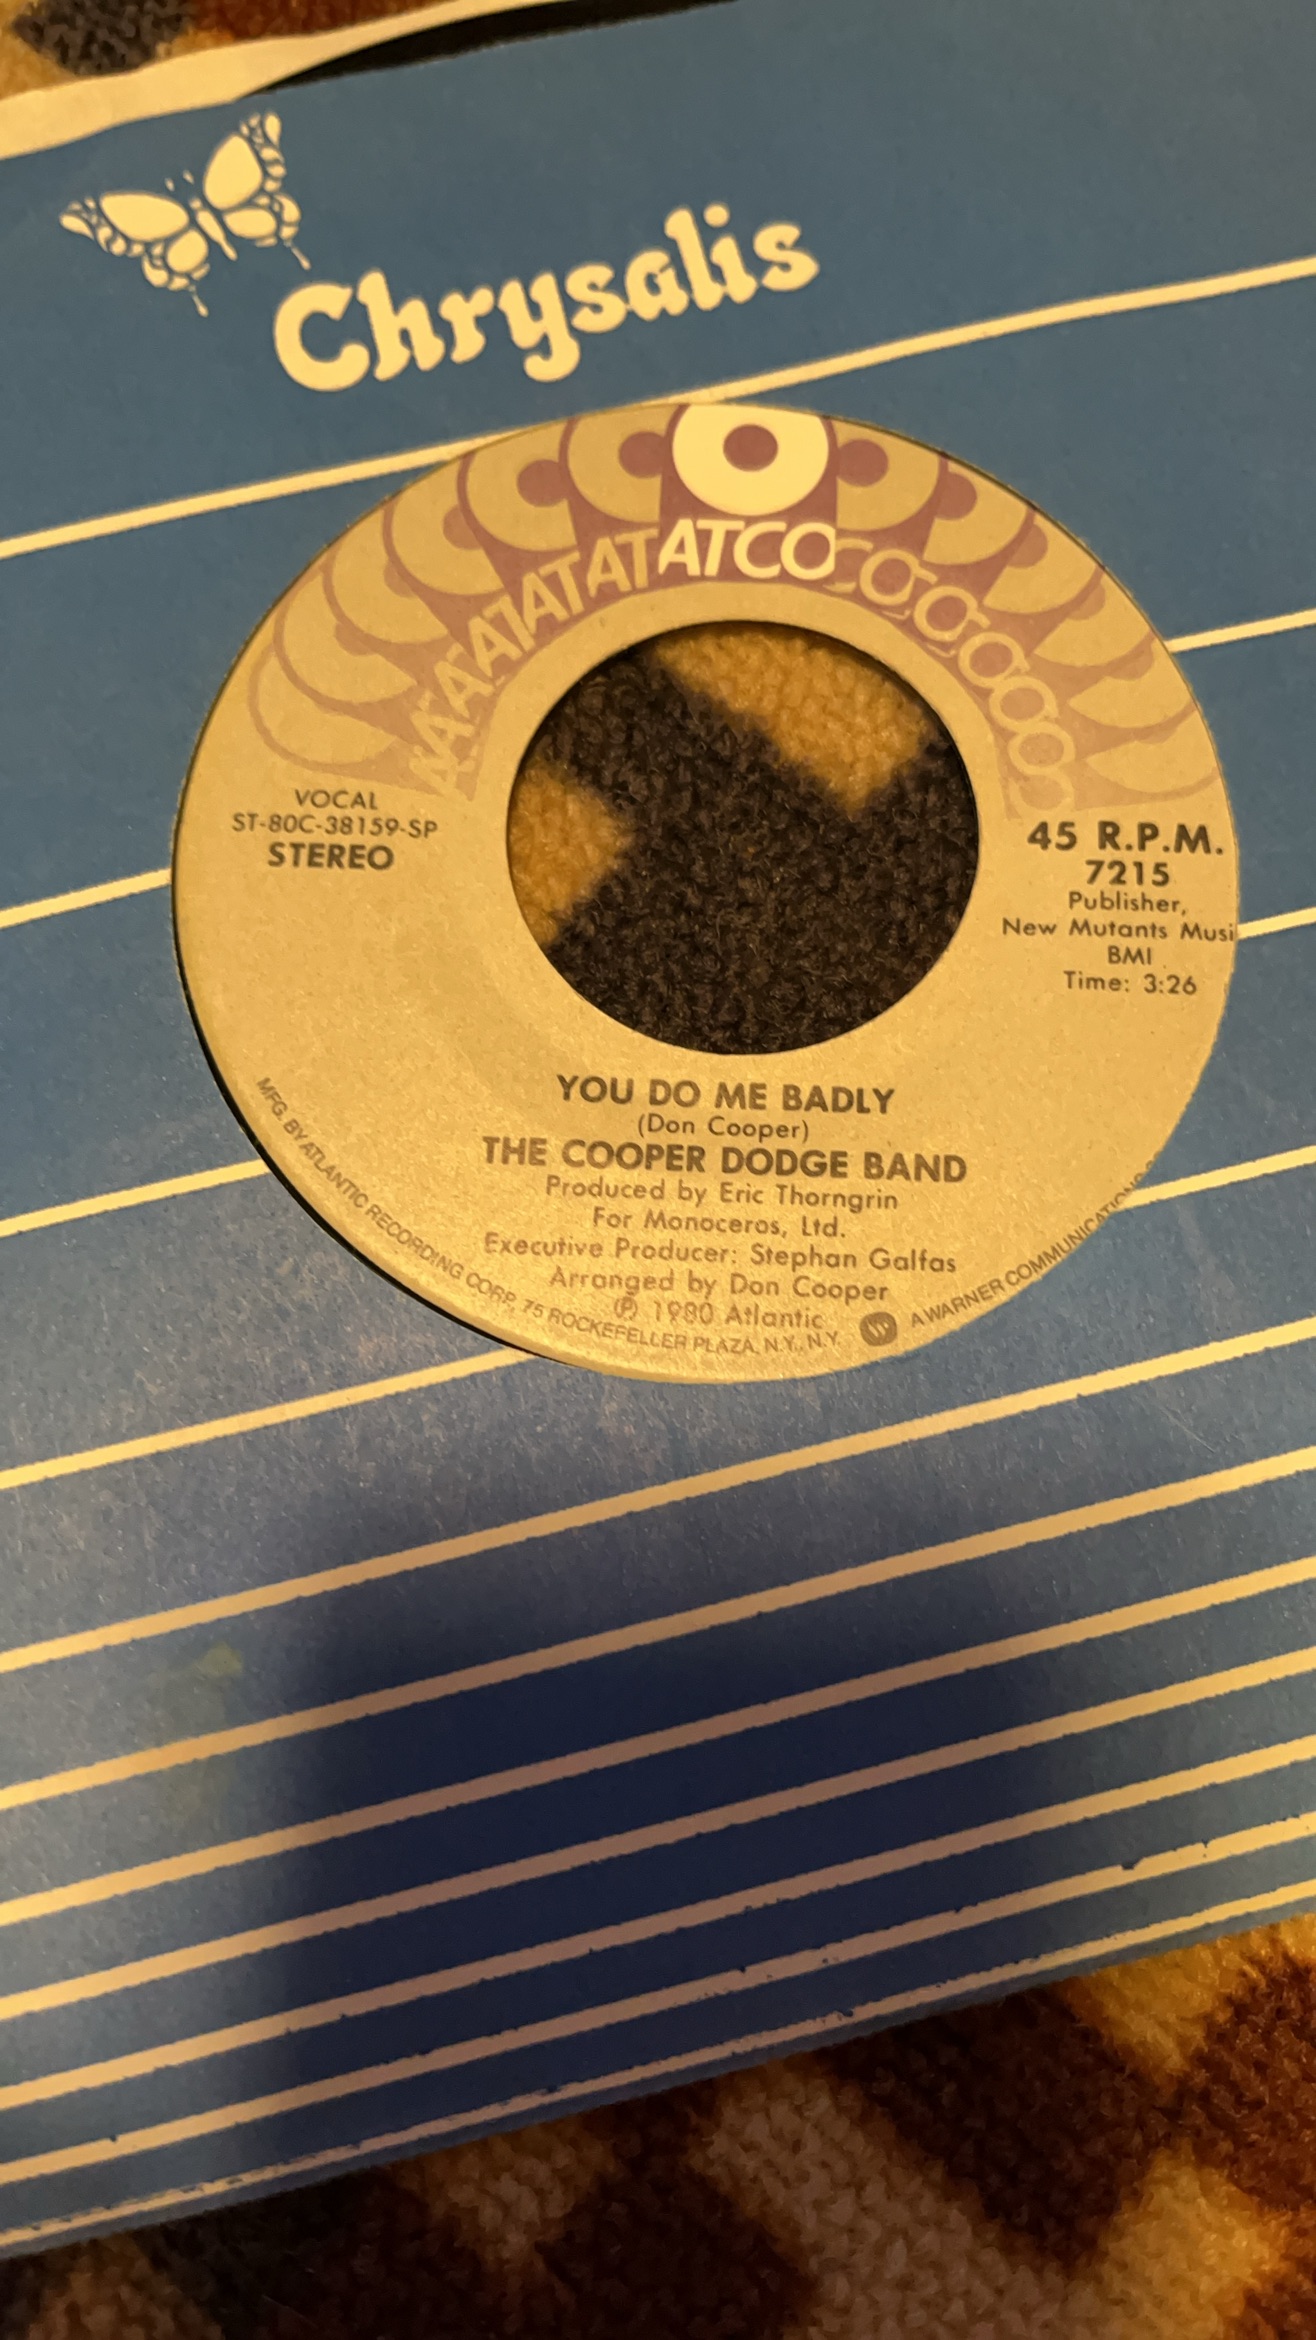 Chrysalis
ATCO
VOCAL
ST-80C-38159-SP
STEREO
45 R.P.M.
7215
Publisher,
New Mutants Musi
BMI
Time: 3:26
YOU DO ME BADLY
(Don Cooper)
THE COOPER DODGE BAND
Produced by Eric Thorngrin
For Monoceros, Ltd.
Executive Producer: Stephan Galfas
Arranged by Don Cooper
℗ 1980 Atlantic
MFG. BY ATLANTIC RECORDING CORP., 75 ROCKEFELLER PLAZA, N.Y., N.Y. A WARNER COMMUNICATIONS